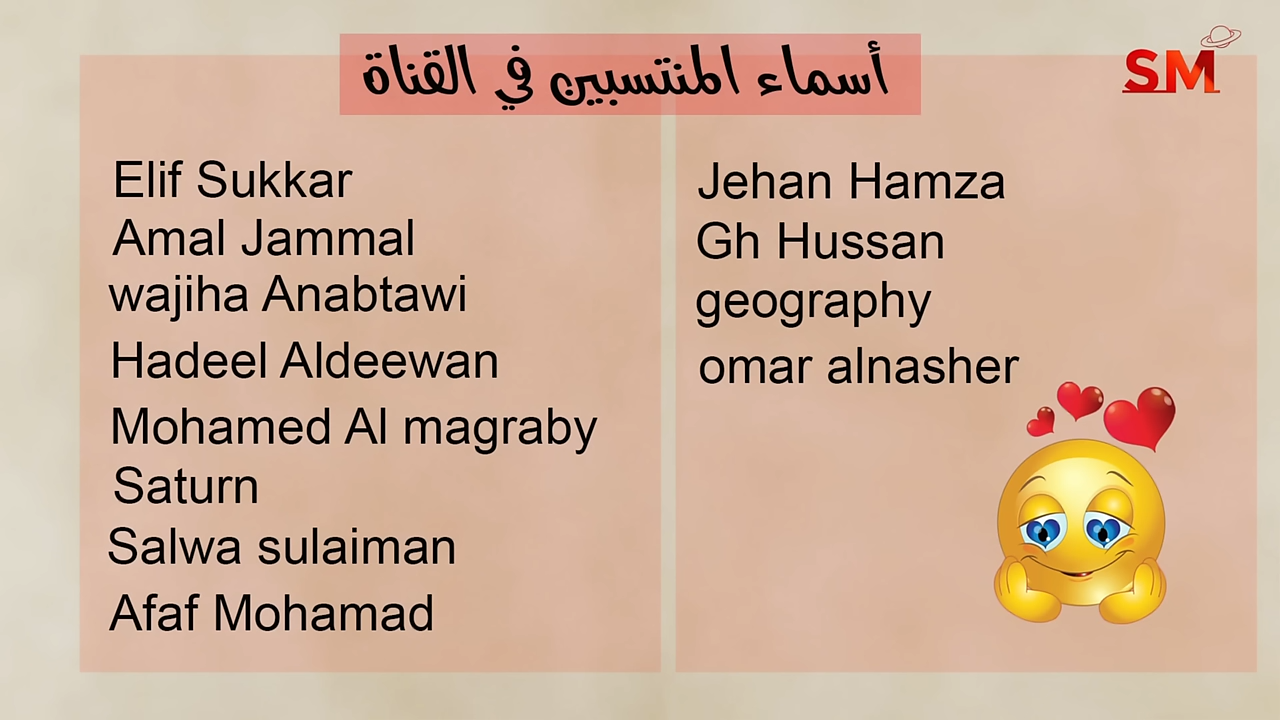 أسماء المنتسبين في القناة
SM
Elif Sukkar
Amal Jammal
wajiha Anabtawi
Hadeel Aldeewan
Mohamed Al magraby
Saturn
Salwa sulaiman
Afaf Mohamad
Jehan Hamza
Gh Hussan
geography
omar alnasher